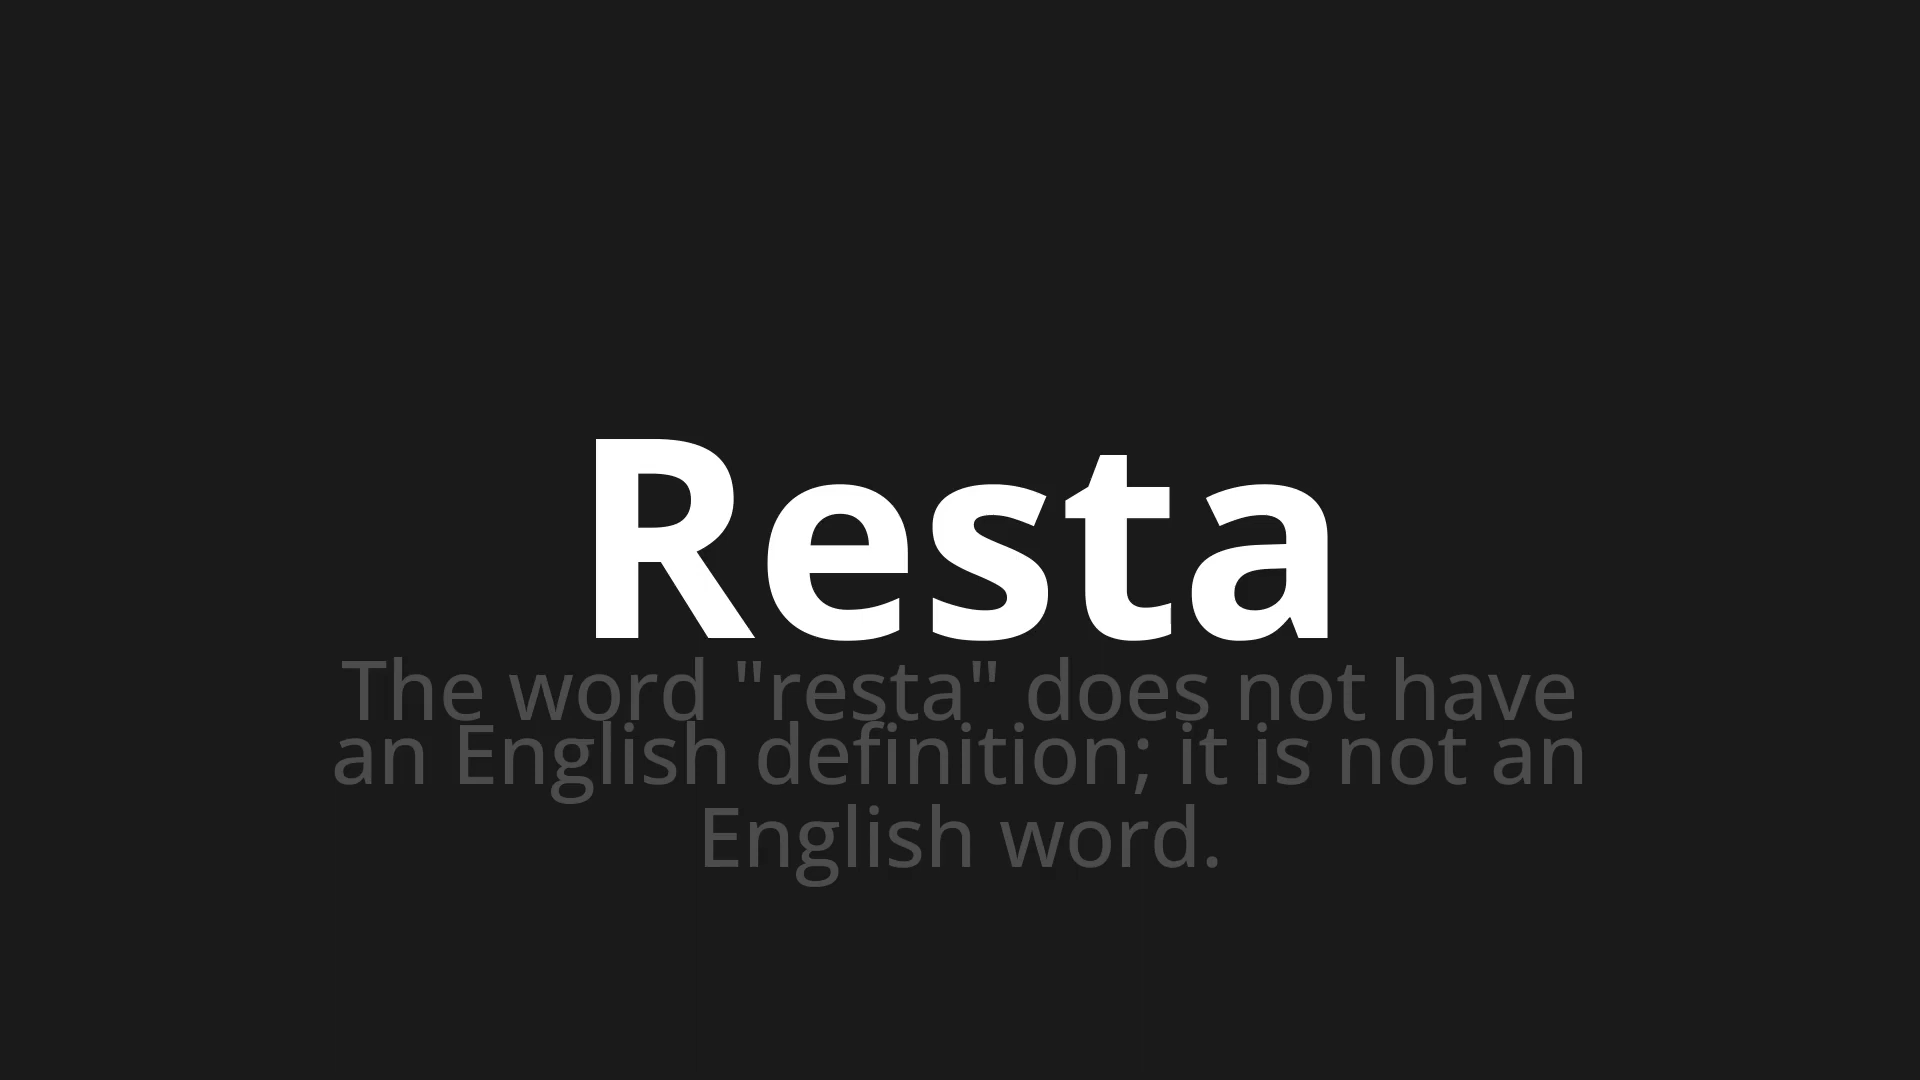 Resta
The word "resta" does not have
an English definition; it is not an
English word.